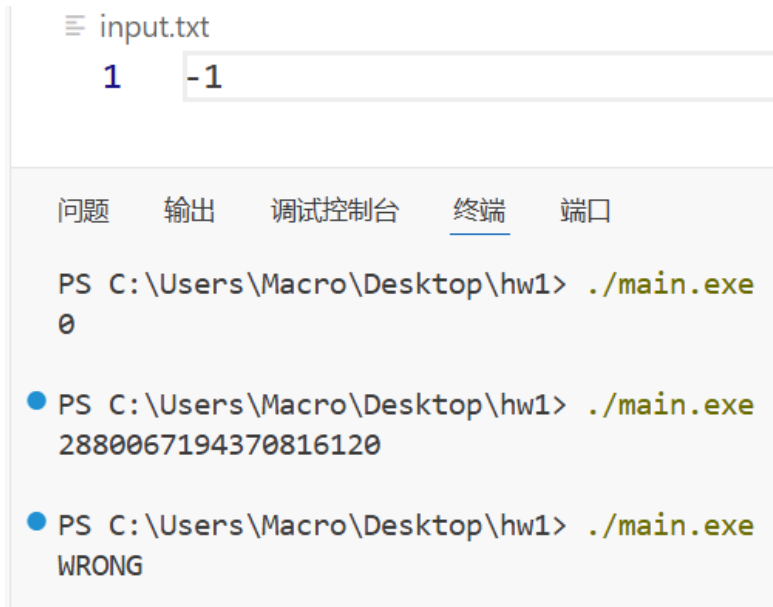 input.txt
1 -1
问题 输出 调试控制台 终端 端口
PS C:\Users\Macro\Desktop\hw1> ./main.exe
0
PS C:\Users\Macro\Desktop\hw1> ./main.exe
2880067194370816120
PS C:\Users\Macro\Desktop\hw1> ./main.exe
WRONG